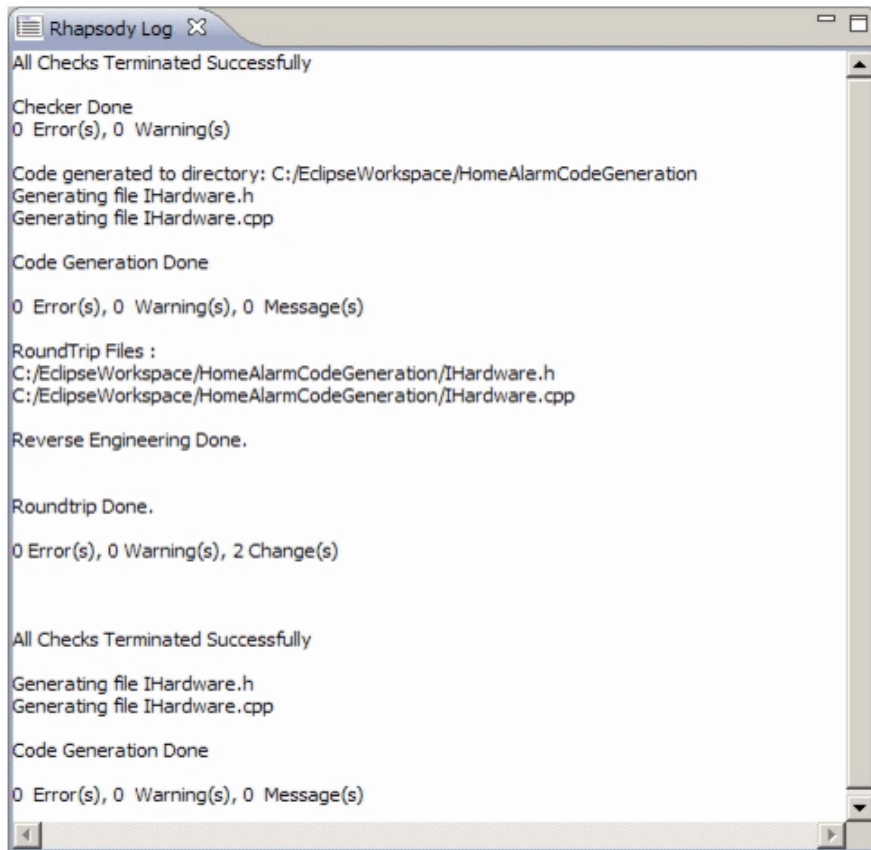 Rhapsody Log
All Checks Terminated Successfully
Checker Done
0 Error(s), 0 Warning(s)
Code generated to directory: C:/EclipseWorkspace/HomeAlarmCodeGeneration
Generating file IHardware.h
Generating file IHardware.cpp
Code Generation Done
0 Error(s), 0 Warning(s), 0 Message(s)
RoundTrip Files :
C:/EclipseWorkspace/HomeAlarmCodeGeneration/IHardware.h
C:/EclipseWorkspace/HomeAlarmCodeGeneration/IHardware.cpp
Reverse Engineering Done.
Roundtrip Done.
0 Error(s), 0 Warning(s), 2 Change(s)
All Checks Terminated Successfully
Generating file IHardware.h
Generating file IHardware.cpp
Code Generation Done
0 Error(s), 0 Warning(s), 0 Message(s)